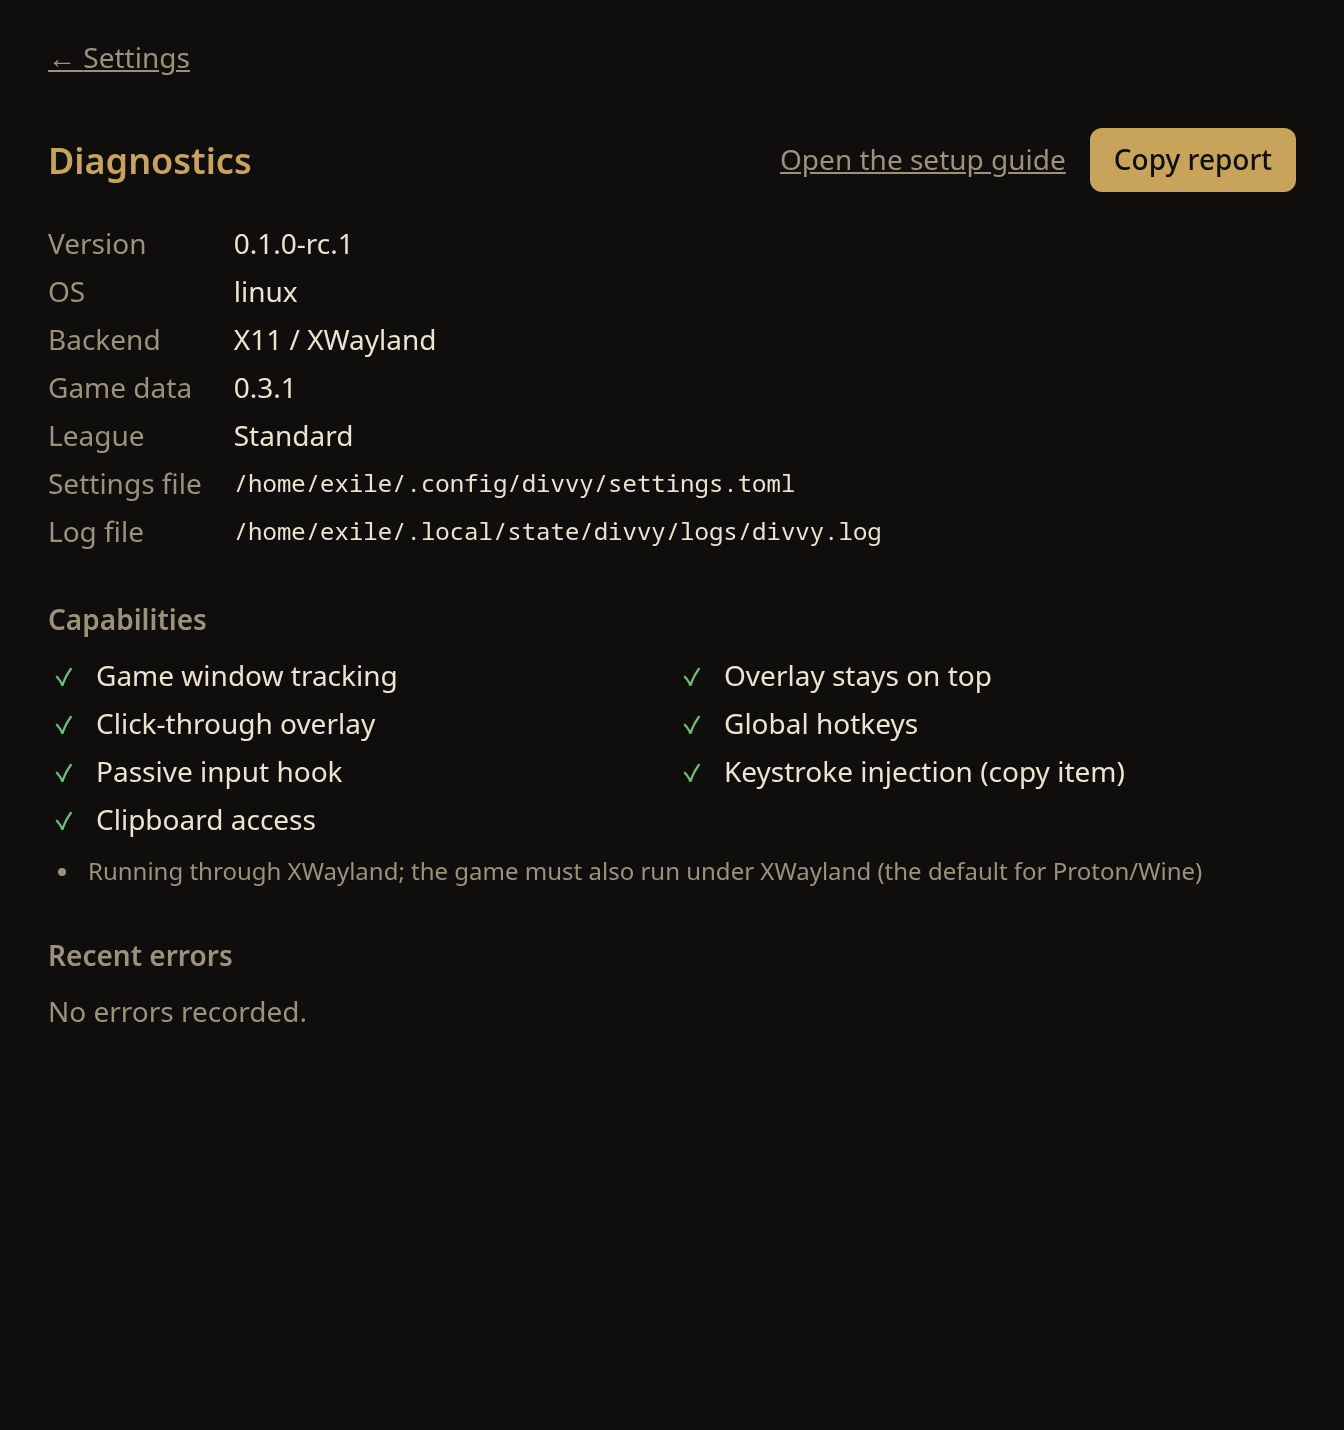 ← Settings
Diagnostics
Open the setup guide
Copy report
Version 0.1.0-rc.1
OS linux
Backend X11 / XWayland
Game data 0.3.1
League Standard
Settings file /home/exile/.config/divvy/settings.toml
Log file /home/exile/.local/state/divvy/logs/divvy.log
Capabilities
✓ Game window tracking
✓ Overlay stays on top
✓ Click-through overlay
✓ Global hotkeys
✓ Passive input hook
✓ Keystroke injection (copy item)
✓ Clipboard access
• Running through XWayland; the game must also run under XWayland (the default for Proton/Wine)
Recent errors
No errors recorded.